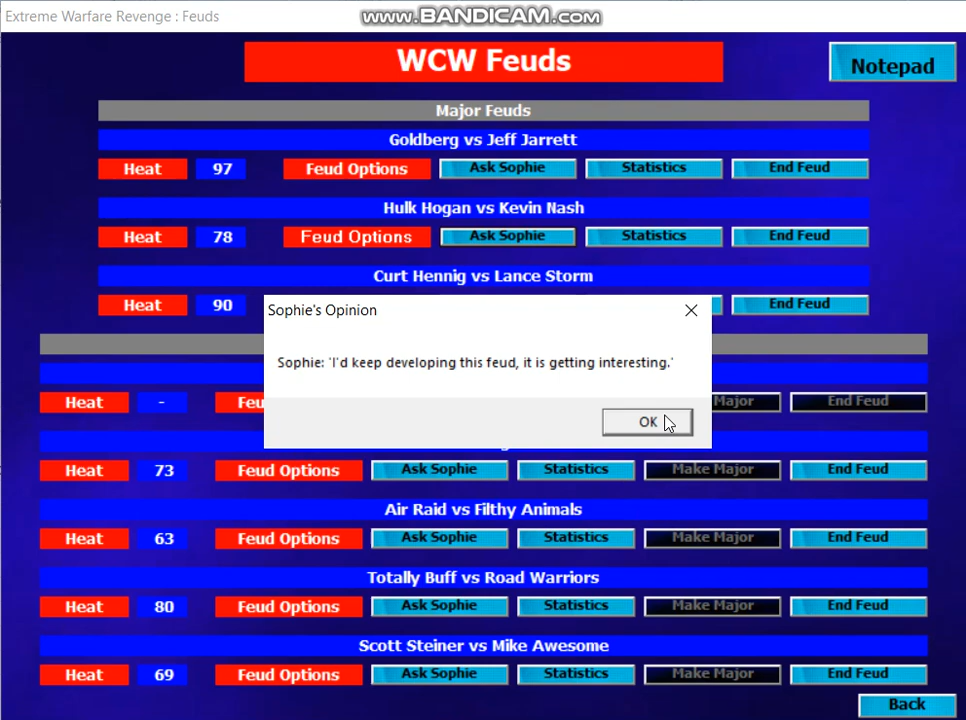 Extreme Warfare Revenge : Feuds
www.BANDICAM.com
WCW Feuds
Notepad
Major Feuds
Goldberg vs Jeff Jarrett
Heat 97 Feud Options Ask Sophie Statistics End Feud
Hulk Hogan vs Kevin Nash
Heat 78 Feud Options Ask Sophie Statistics End Feud
Curt Hennig vs Lance Storm
Heat 90 End Feud
Sophie's Opinion
Sophie: 'I'd keep developing this feud, it is getting interesting.'
OK
Heat - Feu Major End Feud
Heat 73 Feud Options Ask Sophie Statistics Make Major End Feud
Air Raid vs Filthy Animals
Heat 63 Feud Options Ask Sophie Statistics Make Major End Feud
Totally Buff vs Road Warriors
Heat 80 Feud Options Ask Sophie Statistics Make Major End Feud
Scott Steiner vs Mike Awesome
Heat 69 Feud Options Ask Sophie Statistics Make Major End Feud
Back